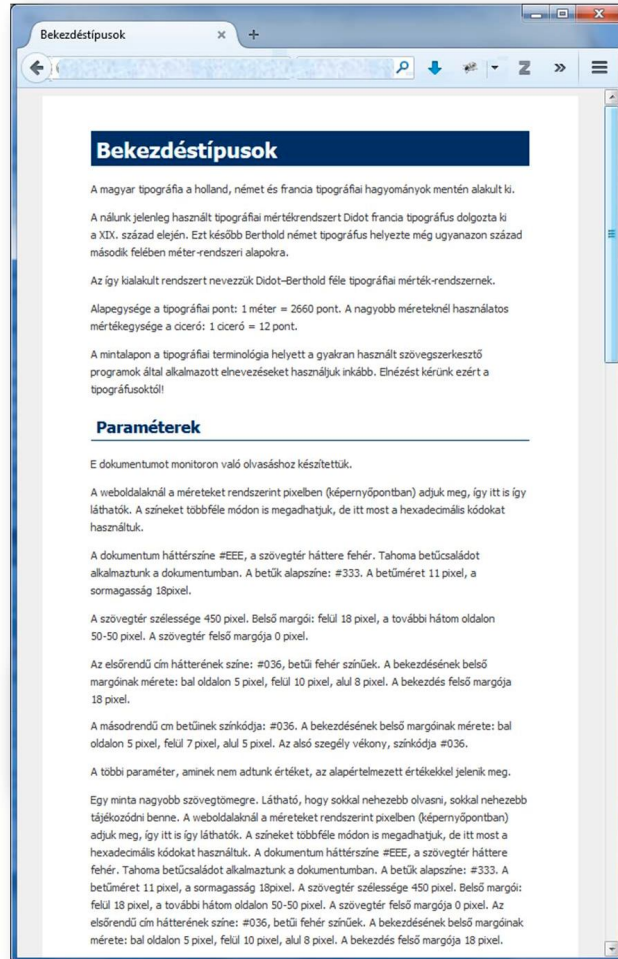 Bekezdéstípusok
Bekezdéstípusok
A magyar tipográfia a holland, német és francia tipográfiai hagyományok mentén alakult ki.
A nálunk jelenleg használt tipográfiai mértékrendszert Didot francia tipográfus dolgozta ki
a XIX. század elején. Ezt később Berthold német tipográfus helyezte még ugyanazon század
második felében méter-rendszeri alapokra.
Az így kialakult rendszert nevezzük Didot–Berthold féle tipográfiai mérték-rendszernek.
Alapegysége a tipográfiai pont: 1 méter = 2660 pont. A nagyobb méreteknél használatos
mértékegysége a ciceró: 1 ciceró = 12 pont.
A mintalapon a tipográfiai terminológia helyett a gyakran használt szövegszerkesztő
programok által alkalmazott elnevezéseket használjuk inkább. Elnézést kérünk ezért a
tipográfusoktól!
Paraméterek
E dokumentumot monitoron való olvasáshoz készítettük.
A weboldalaknál a méreteket rendszerint pixelben (képernyőpontban) adjuk meg, így itt is így
láthatók. A színeket többféle módon is megadhatjuk, de itt most a hexadecimális kódokat
használtuk.
A dokumentum háttérszíne #EEE, a szövegtér háttere fehér. Tahoma betűcsaládot
alkalmaztunk a dokumentumban. A betűk alapszíne: #333. A betűméret 11 pixel, a
sormagasság 18pixel.
A szövegtér szélessége 450 pixel. Belső margói: felül 18 pixel, a további hátom oldalon
50-50 pixel. A szövegtér felső margója 0 pixel.
Az elsőrendű cím hátterének színe: #036, betűi fehér színűek. A bekezdésének belső
margóinak mérete: bal oldalon 5 pixel, felül 10 pixel, alul 8 pixel. A bekezdés felső margója
18 pixel.
A másodrendű cm betűinek színkódja: #036. A bekezdésének belső margóinak mérete: bal
oldalon 5 pixel, felül 7 pixel, alul 5 pixel. Az alsó szegély vékony, színkódja #036.
A többi paraméter, aminek nem adtunk értéket, az alapértelmezett értékekkel jelenik meg.
Egy minta nagyobb szövegtömegre. Látható, hogy sokkal nehezebb olvasni, sokkal nehezebb
tájékozódni benne. A weboldalaknál a méreteket rendszerint pixelben (képernyőpontban)
adjuk meg, így itt is így láthatók. A színeket többféle módon is megadhatjuk, de itt most a
hexadecimális kódokat használtuk. A dokumentum háttérszíne #EEE, a szövegtér háttere
fehér. Tahoma betűcsaládot alkalmaztunk a dokumentumban. A betűk alapszíne: #333. A
betűméret 11 pixel, a sormagasság 18pixel. A szövegtér szélessége 450 pixel. Belső margói:
felül 18 pixel, a további hátom oldalon 50-50 pixel. A szövegtér felső margója 0 pixel. Az
elsőrendű cím hátterének színe: #036, betűi fehér színűek. A bekezdésének belső margóinak
mérete: bal oldalon 5 pixel, felül 10 pixel, alul 8 pixel. A bekezdés felső margója 18 pixel.